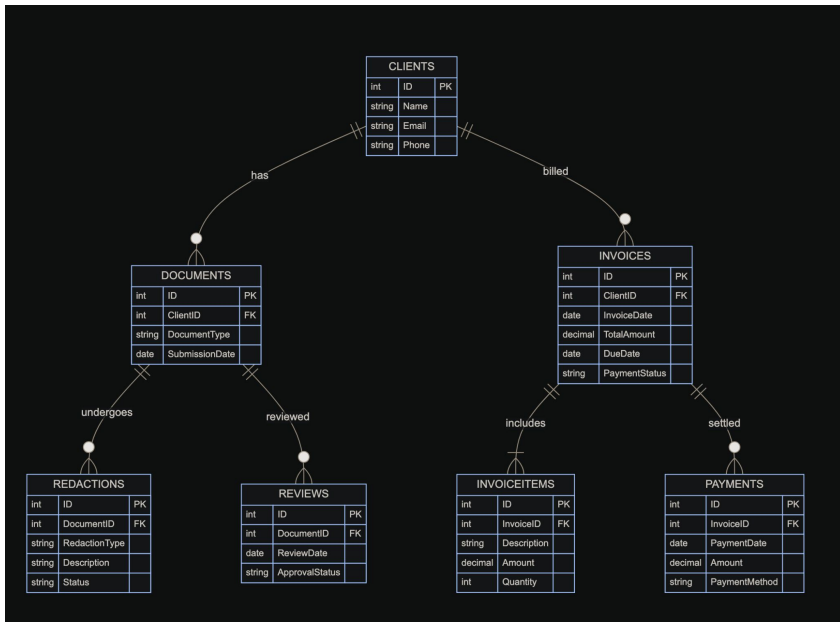 CLIENTS
int ID PK
string Name
string Email
string Phone
has
billed
DOCUMENTS
int ID PK
int ClientID FK
string DocumentType
date SubmissionDate
INVOICES
int ID PK
int ClientID FK
date InvoiceDate
decimal TotalAmount
date DueDate
string PaymentStatus
undergoes
reviewed
includes
settled
REDACTIONS
int ID PK
int DocumentID FK
string RedactionType
string Description
string Status
REVIEWS
int ID PK
int DocumentID FK
date ReviewDate
string ApprovalStatus
INVOICEITEMS
int ID PK
int InvoiceID FK
string Description
decimal Amount
int Quantity
PAYMENTS
int ID PK
int InvoiceID FK
date PaymentDate
decimal Amount
string PaymentMethod